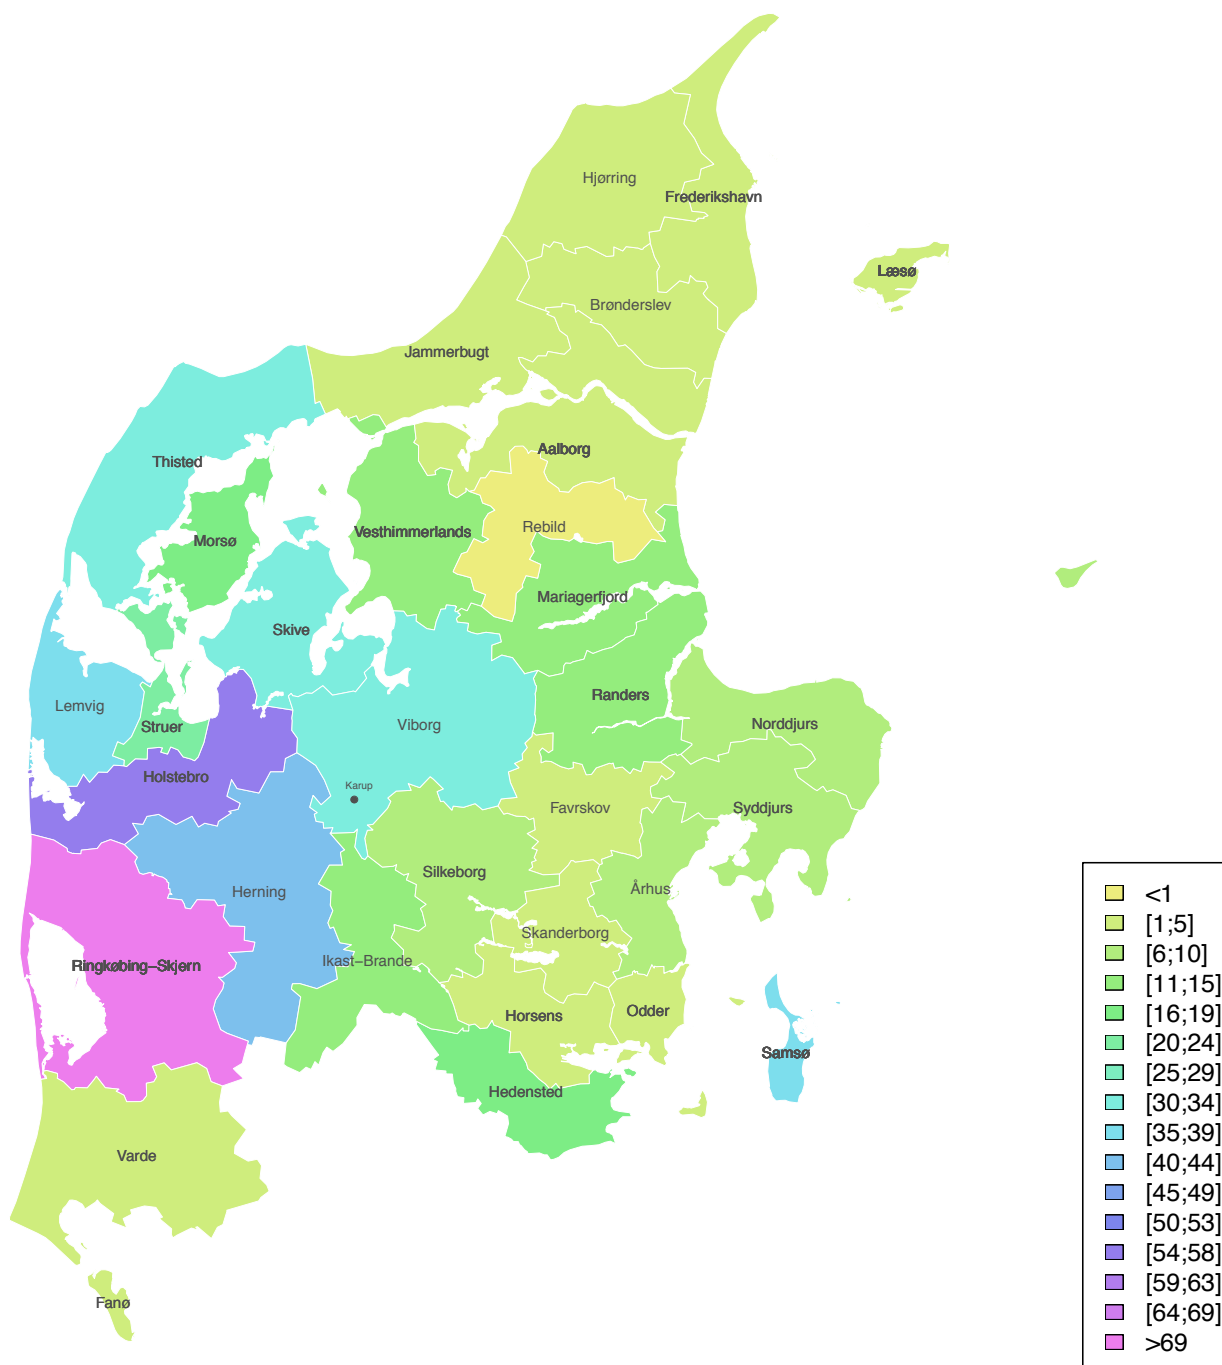 Hjørring
Frederikshavn
Læsø
Brønderslev
Jammerbugt
Aalborg
Thisted
Rebild
Vesthimmerlands
Morsø
Mariagerfjord
Skive
Randers
Lemvig
Norddjurs
Viborg
Struer
Holstebro
Karup
Favrskov
Syddjurs
Silkeborg
Århus
Herning
Skanderborg
Ikast–Brande
Ringkøbing–Skjern
Odder
Horsens
Samsø
Hedensted
Varde
Fanø
<1
[1;5]
[6;10]
[11;15]
[16;19]
[20;24]
[25;29]
[30;34]
[35;39]
[40;44]
[45;49]
[50;53]
[54;58]
[59;63]
[64;69]
>69